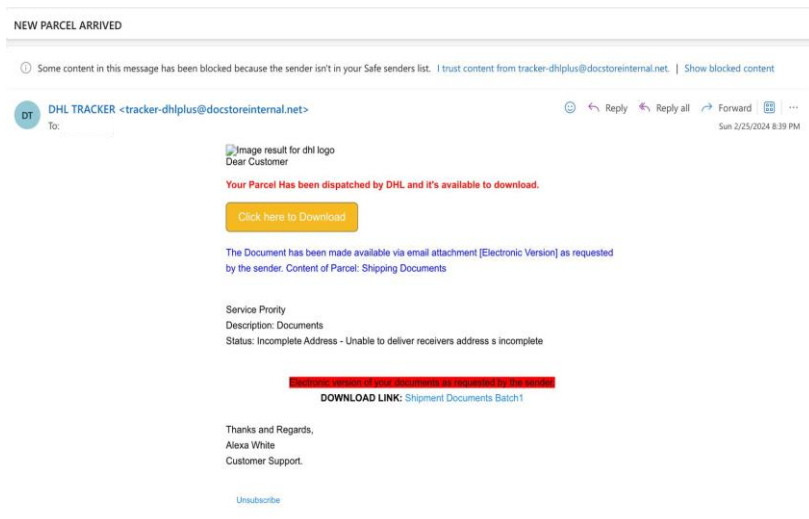 NEW PARCEL ARRIVED
Some content in this message has been blocked because the sender isn't in your Safe senders list. I trust content from tracker-dhlplus@docstoreinternal.net. | Show blocked content
DT
DHL TRACKER <tracker-dhlplus@docstoreinternal.net>
Reply Reply all Forward
To:
Sun 2/25/2024 8:39 PM
Image result for dhl logo
Dear Customer
Your Parcel Has been dispatched by DHL and it's available to download.
Click here to Download
The Document has been made available via email attachment [Electronic Version] as requested
by the sender. Content of Parcel: Shipping Documents
Service Prority
Description: Documents
Status: Incomplete Address - Unable to deliver receivers address s incomplete
Electronic version of your documents as requested by the sender.
DOWNLOAD LINK: Shipment Documents Batch1
Thanks and Regards,
Alexa White
Customer Support.
Unsubscribe